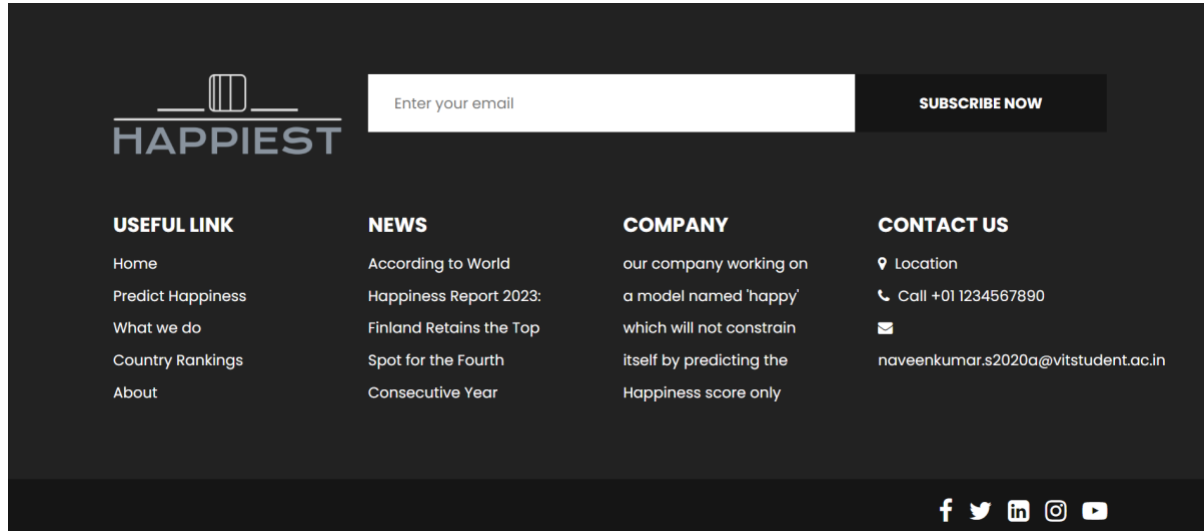 HAPPIEST
Enter your email
SUBSCRIBE NOW
USEFUL LINK
Home
Predict Happiness
What we do
Country Rankings
About
NEWS
According to World
Happiness Report 2023:
Finland Retains the Top
Spot for the Fourth
Consecutive Year
COMPANY
our company working on
a model named 'happy'
which will not constrain
itself by predicting the
Happiness score only
CONTACT US
Location
Call +01 1234567890
naveenkumar.s2020a@vitstudent.ac.in